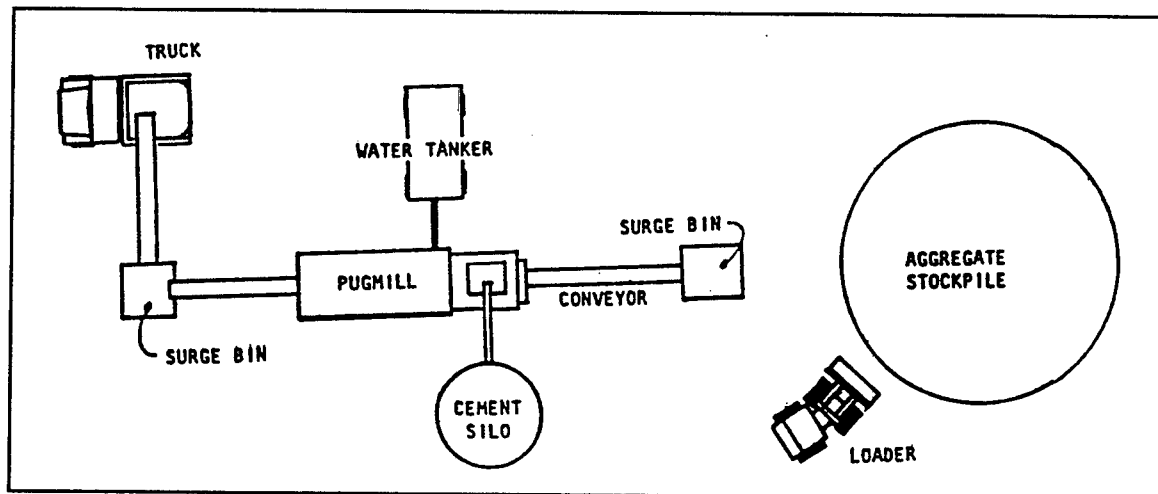 TRUCK
WATER TANKER
SURGE BIN
AGGREGATE
STOCKPILE
PUGMILL
CONVEYOR
SURGE BIN
CEMENT
SILO
LOADER